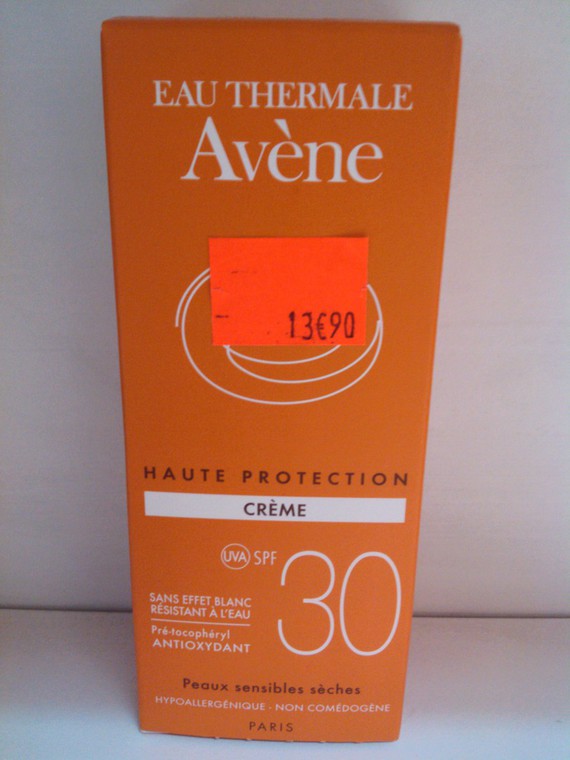 EAU THERMALE
Avène
13€90
HAUTE PROTECTION
CRÈME
UVA SPF 30
SANS EFFET BLANC
RÉSISTANT À L'EAU
Pré-tocophéryl
ANTIOXYDANT
Peaux sensibles sèches
HYPOALLERGÉNIQUE - NON COMÉDOGÈNE
PARIS